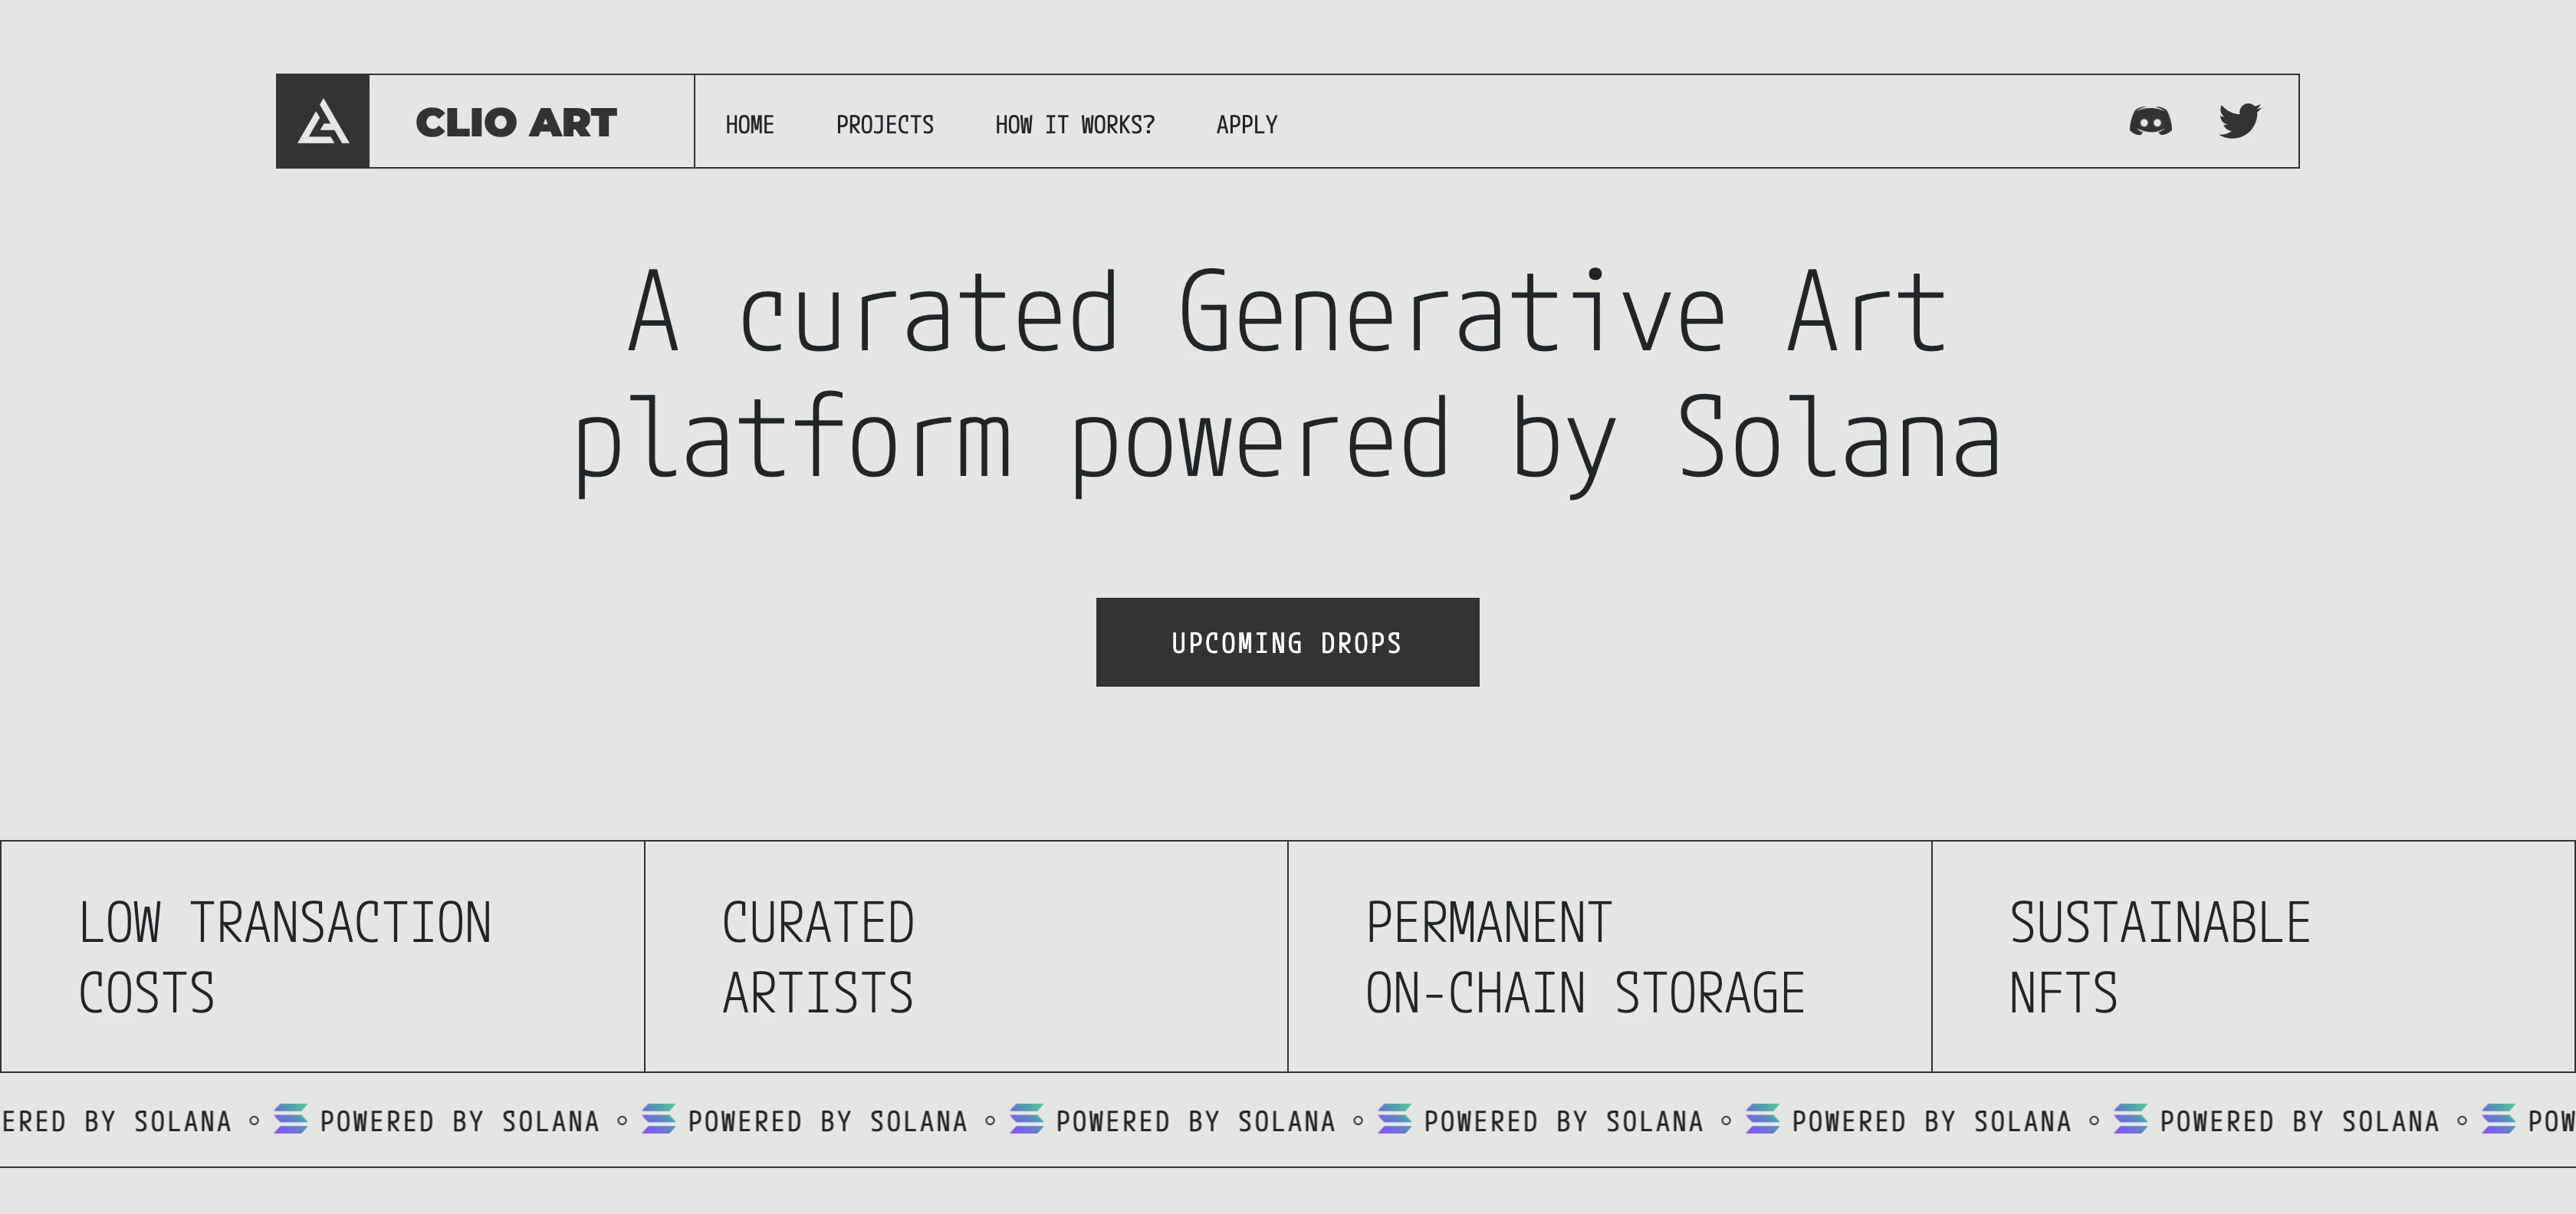 CLIO ART
HOME
PROJECTS
HOW IT WORKS?
APPLY
A curated Generative Art
platform powered by Solana
UPCOMING DROPS
LOW TRANSACTION
COSTS
CURATED
ARTISTS
PERMANENT
ON-CHAIN STORAGE
SUSTAINABLE
NFTS
ERED BY SOLANA ◦ POWERED BY SOLANA ◦ POWERED BY SOLANA ◦ POWERED BY SOLANA ◦ POWERED BY SOLANA ◦ POWERED BY SOLANA ◦ POWERED BY SOLANA ◦ POW